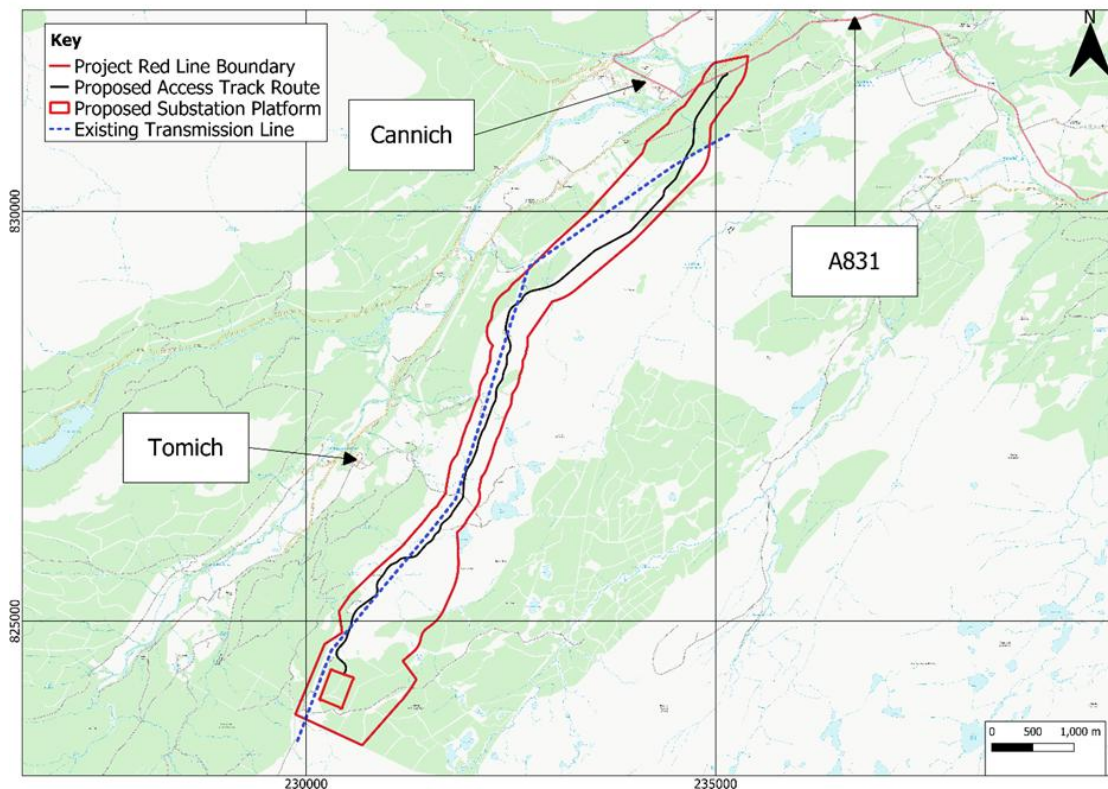 N
Key
Project Red Line Boundary
Proposed Access Track Route
Proposed Substation Platform
Existing Transmission Line
Cannich
830000
A831
Tomich
825000
0 500 1,000 m
230000 235000